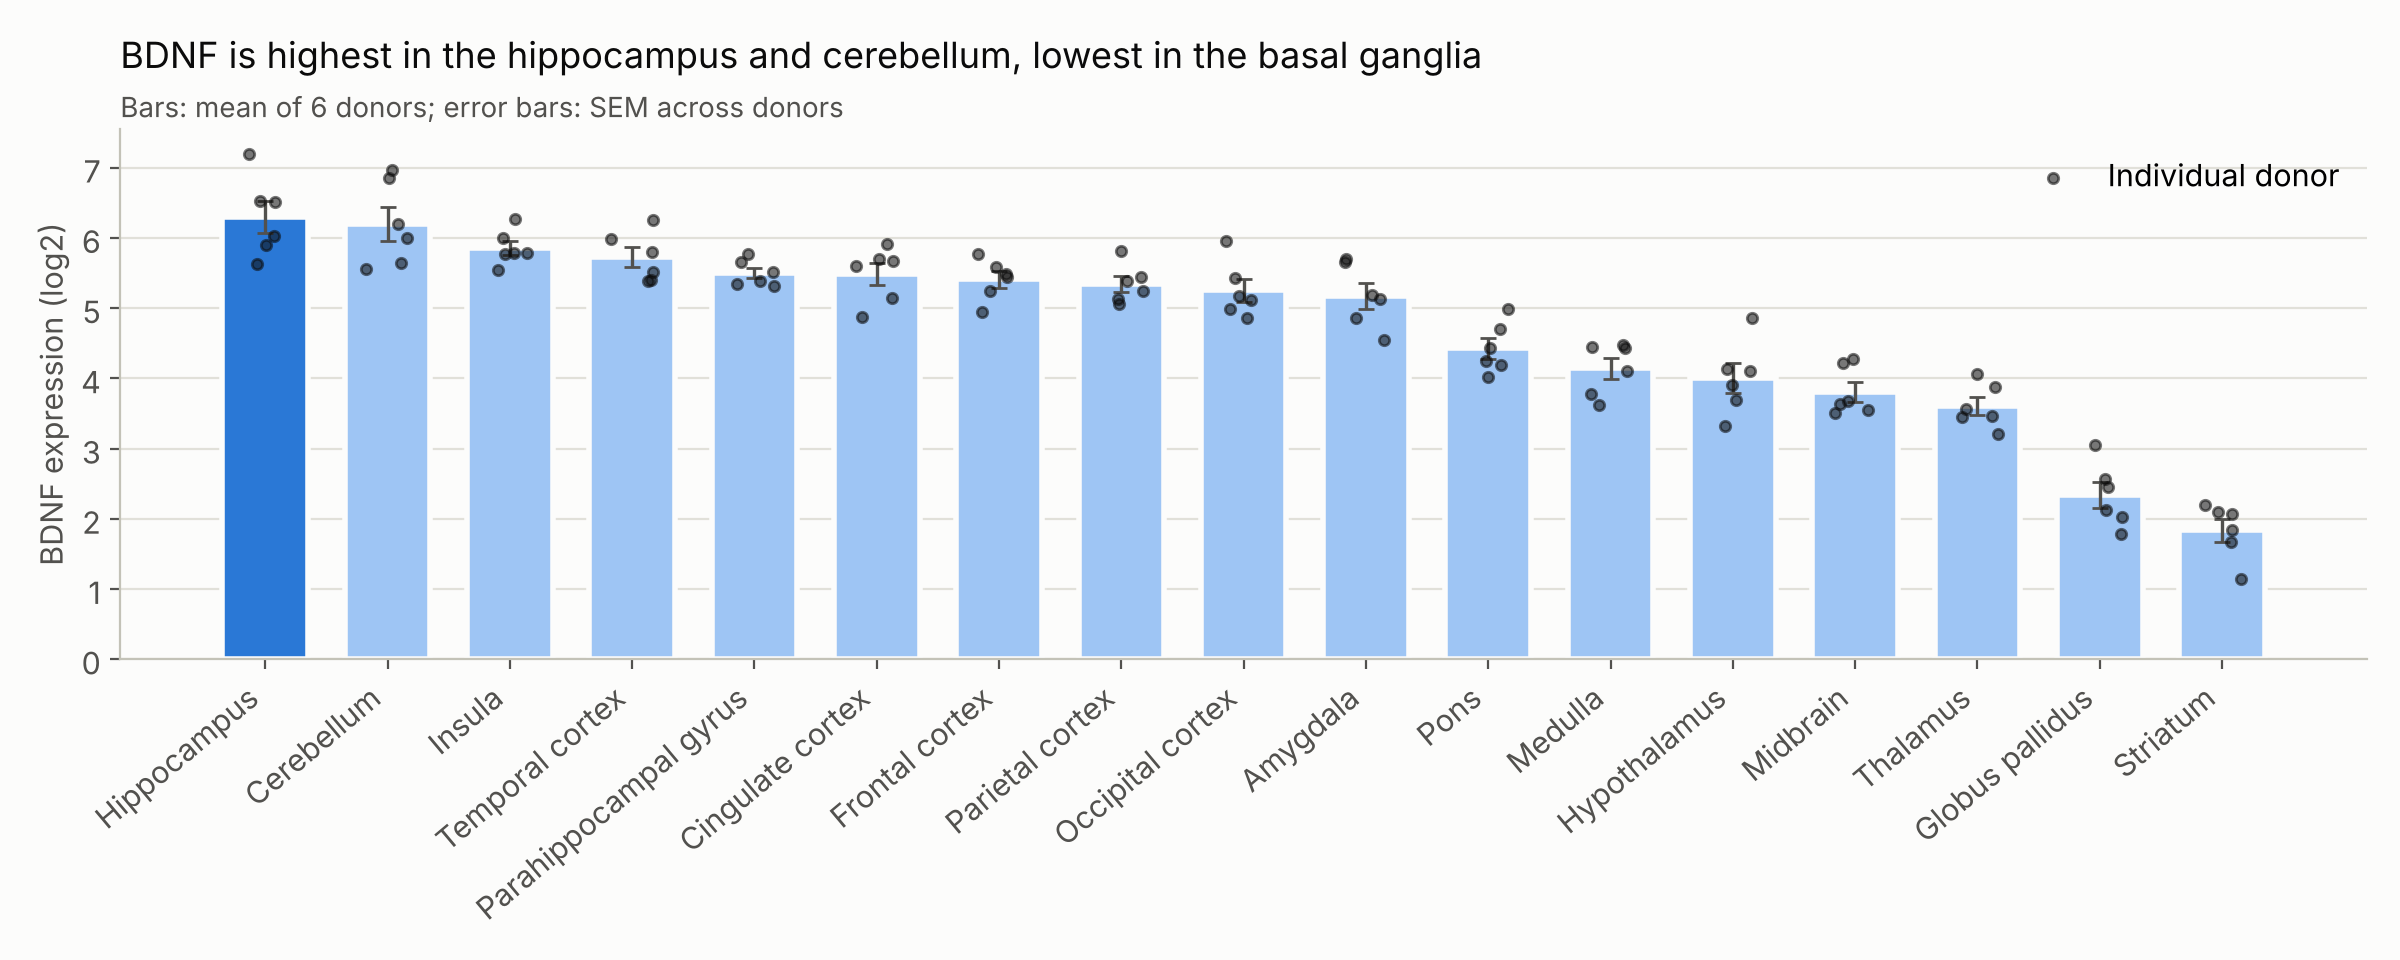 BDNF is highest in the hippocampus and cerebellum, lowest in the basal ganglia
Bars: mean of 6 donors; error bars: SEM across donors
Individual donor
BDNF expression (log2)
7
6
5
4
3
2
1
0
Hippocampus
Cerebellum
Insula
Temporal cortex
Parahippocampal gyrus
Cingulate cortex
Frontal cortex
Parietal cortex
Occipital cortex
Amygdala
Pons
Medulla
Hypothalamus
Midbrain
Thalamus
Globus pallidus
Striatum